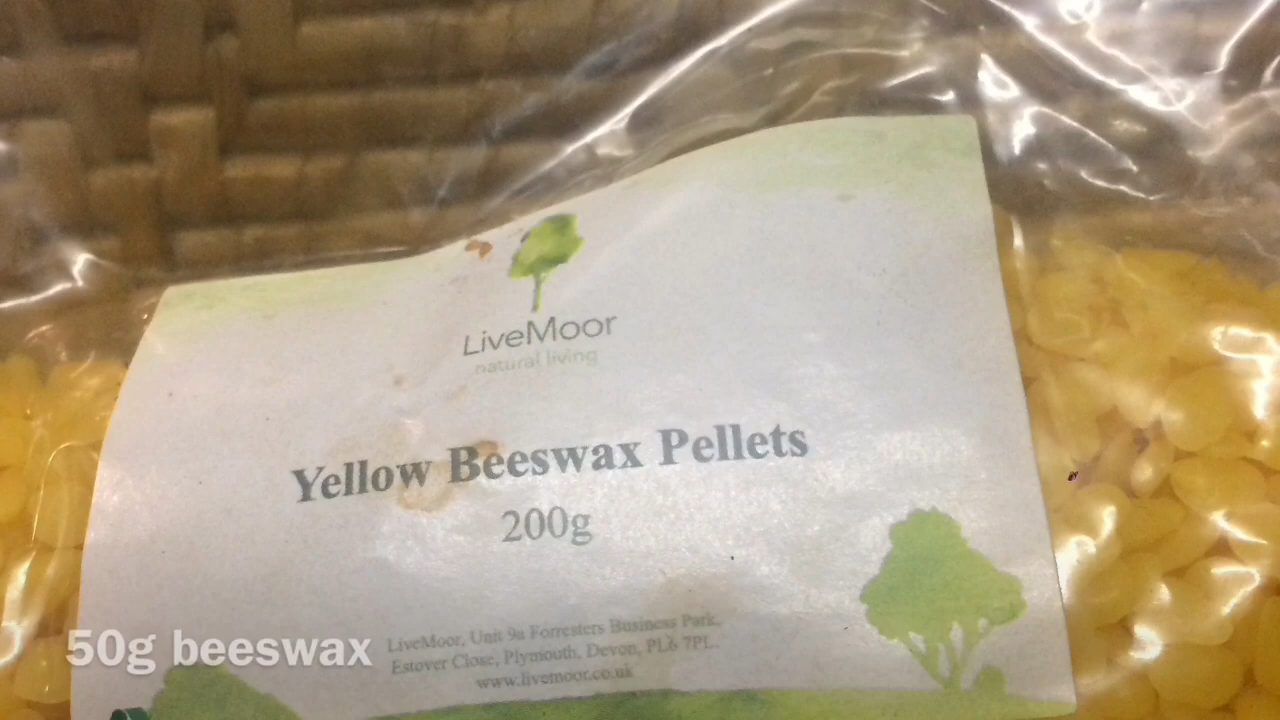 LiveMoor
natural living
Yellow Beeswax Pellets
200g
LiveMoor, Unit 9a Forresters Business Park,
Estover Close, Plymouth, Devon, PL6 7PL.
www.livemoor.co.uk
50g beeswax